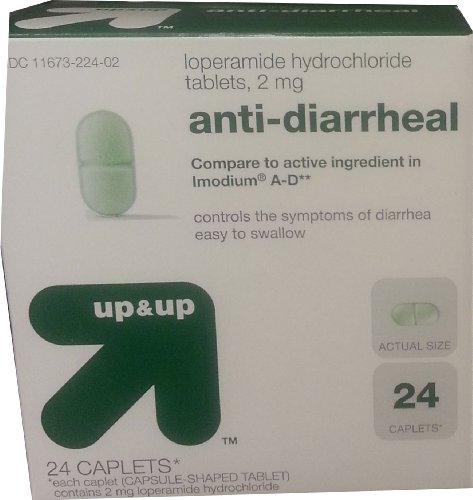 anti-diarrheal
DC 11673-224-02
loperamide hydrochloride
tablets, 2 mg
anti-diarrheal
Compare to active ingredient in
Imodium® A-D**
controls the symptoms of diarrhea
easy to swallow
up&up
™
ACTUAL SIZE
24
CAPLETS*
24 CAPLETS*
*each caplet (CAPSULE-SHAPED TABLET)
contains 2 mg loperamide hydrochloride